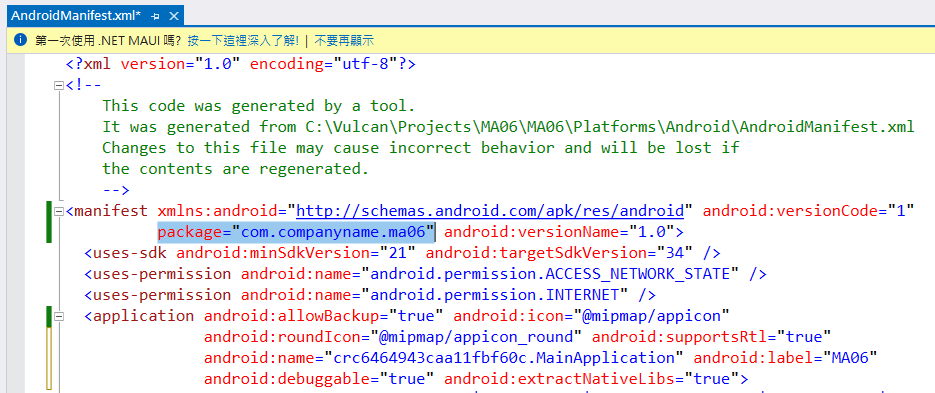 AndroidManifest.xml*
第一次使用 .NET MAUI 嗎? 按一下這裡深入了解! | 不要再顯示
<?xml version="1.0" encoding="utf-8"?>
<!--
This code was generated by a tool.
It was generated from C:\Vulcan\Projects\MA06\MA06\Platforms\Android\AndroidManifest.xml
Changes to this file may cause incorrect behavior and will be lost if
the contents are regenerated.
-->
<manifest xmlns:android="http://schemas.android.com/apk/res/android" android:versionCode="1"
package="com.companyname.ma06" android:versionName="1.0">
<uses-sdk android:minSdkVersion="21" android:targetSdkVersion="34" />
<uses-permission android:name="android.permission.ACCESS_NETWORK_STATE" />
<uses-permission android:name="android.permission.INTERNET" />
<application android:allowBackup="true" android:icon="@mipmap/appicon"
android:roundIcon="@mipmap/appicon_round" android:supportsRtl="true"
android:name="crc6464943caa11fbf60c.MainApplication" android:label="MA06"
android:debuggable="true" android:extractNativeLibs="true">